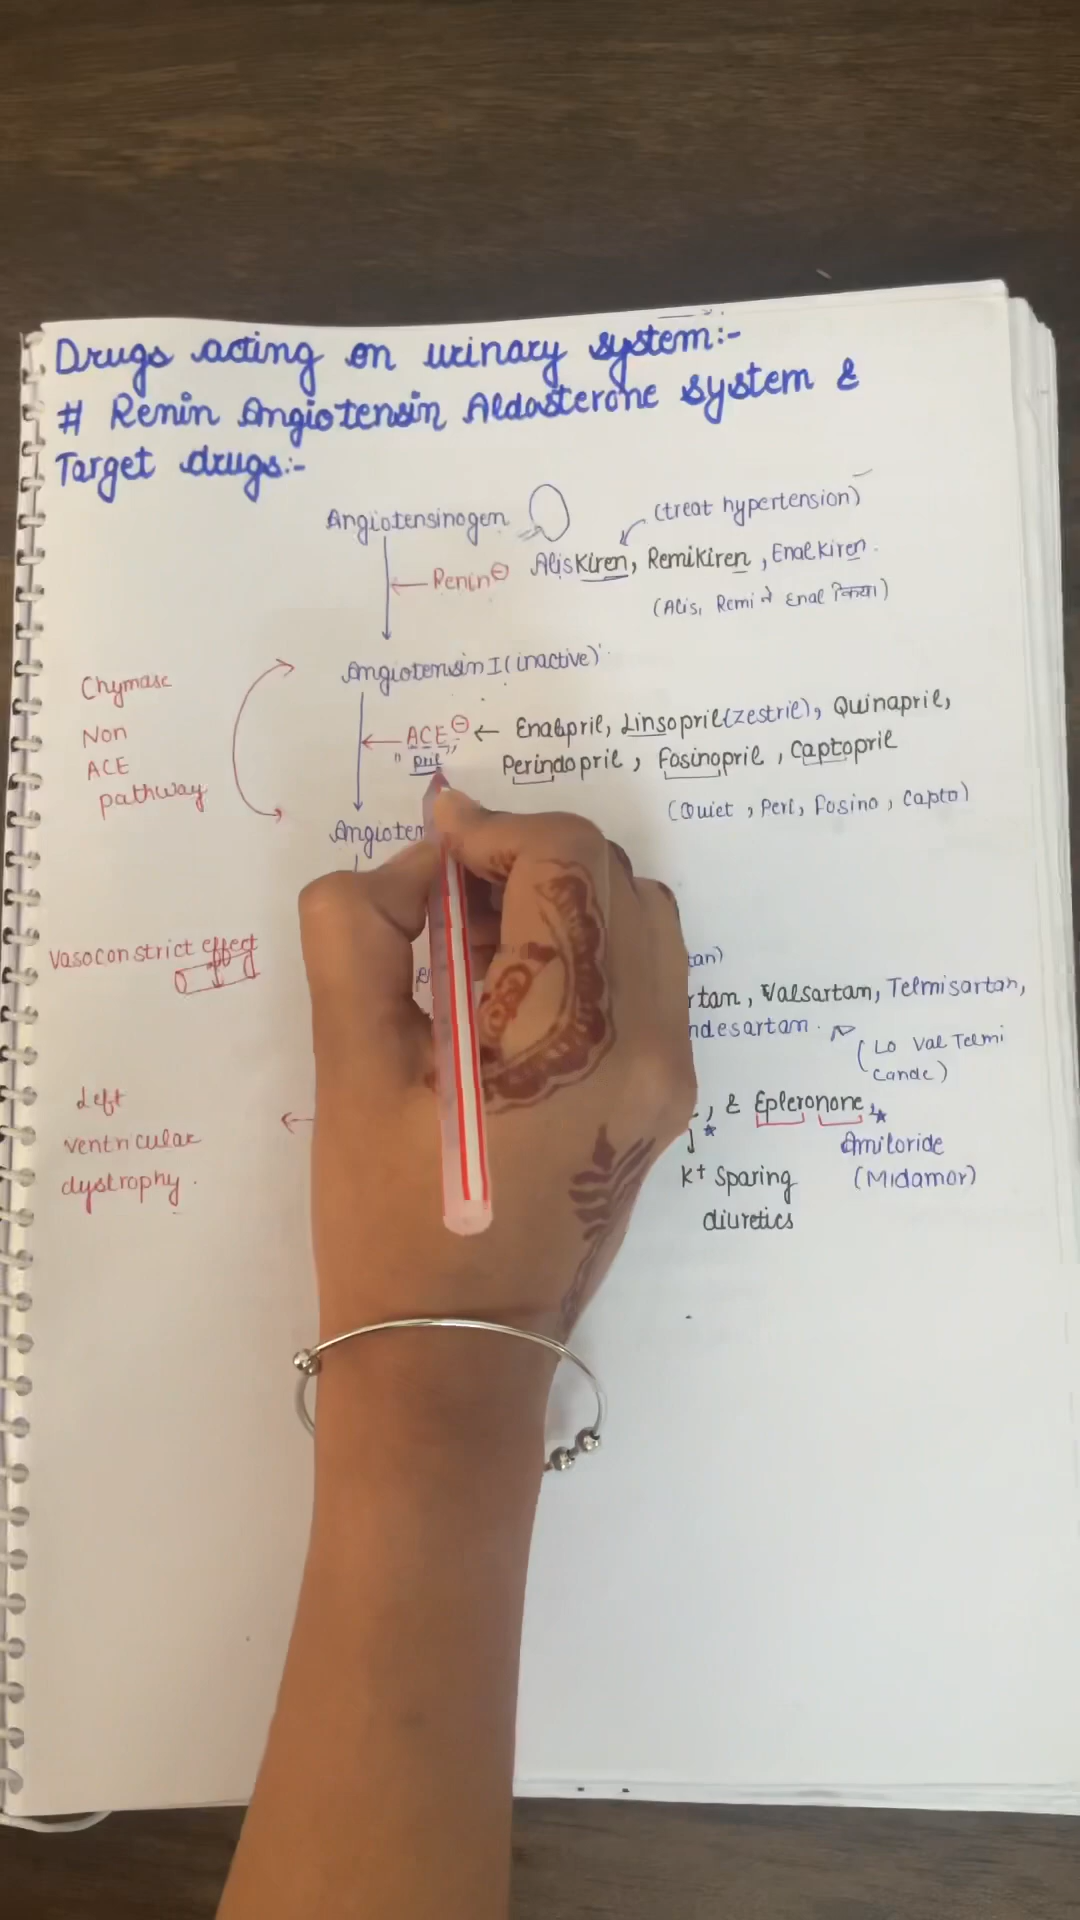 Drugs acting on urinary system:-
# Renin Angiotensin Aldosterone system &
Target drugs:-
Angiotensinogen
(treat hypertension)
Renin⊖
Aliskiren, Remikiren, Enalkiren.
(Alis, Remi ने Enal किया)
Angiotensin I (inactive)
Chymase
Non
ACE
pathway
ACE⊖ ← Enalapril, Linsopril(zestril), Quinapril,
"pril"
Perindopril, Fosinopril, Captopril
(Quiet, Peri, Fosino, Capto)
Angioten
Vasoconstrict effect
tan)
rtan, Valsartan, Telmisartan,
ndesartan.
(Lo Val Telmi
Cande)
Left
ventricular
dystrophy.
, & Epleronone,
K+ Sparing
diuretics
Amiloride
(Midamor)